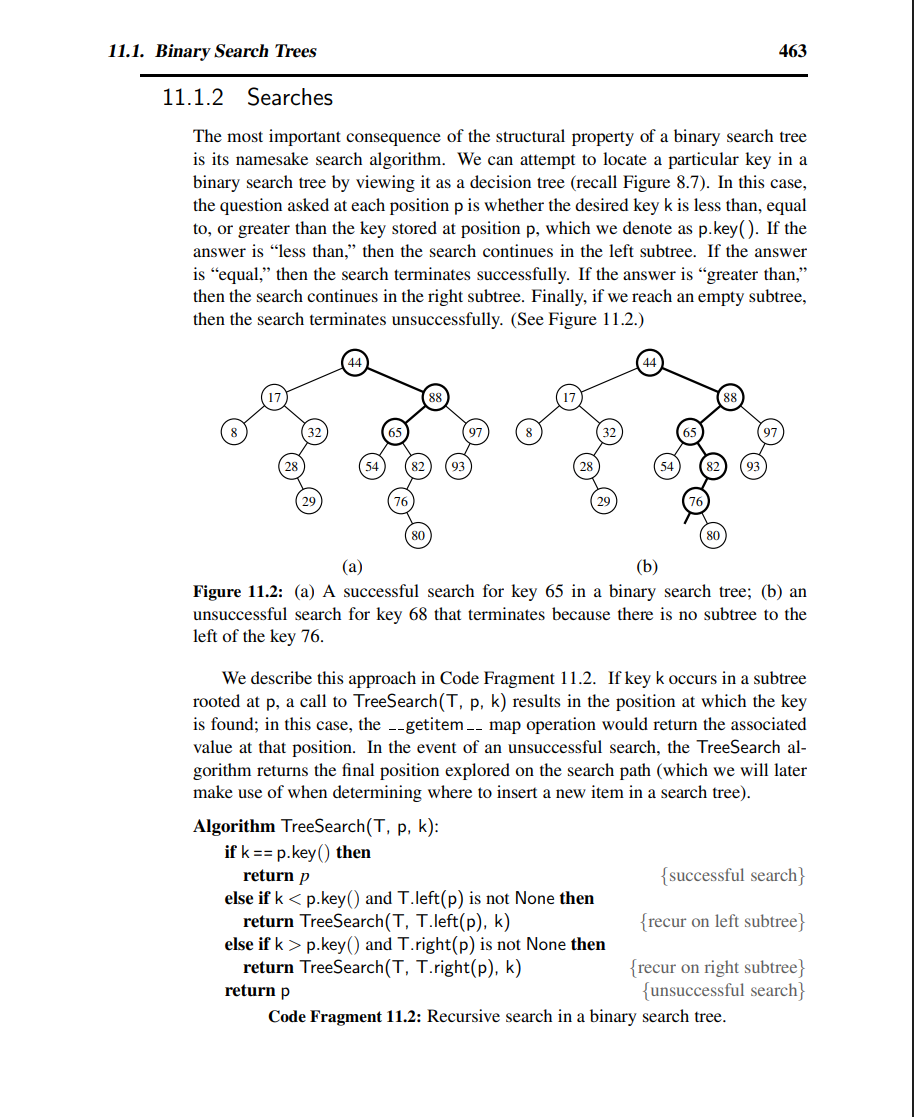 11.1. Binary Search Trees 463
11.1.2 Searches
The most important consequence of the structural property of a binary search tree
is its namesake search algorithm. We can attempt to locate a particular key in a
binary search tree by viewing it as a decision tree (recall Figure 8.7). In this case,
the question asked at each position p is whether the desired key k is less than, equal
to, or greater than the key stored at position p, which we denote as p.key( ). If the
answer is “less than,” then the search continues in the left subtree. If the answer
is “equal,” then the search terminates successfully. If the answer is “greater than,”
then the search continues in the right subtree. Finally, if we reach an empty subtree,
then the search terminates unsuccessfully. (See Figure 11.2.)
44 44
17 88 17 88
8 32 65 97 8 32 65 97
28 54 82 93 28 54 82 93
29 76 29 76
80 80
(a) (b)
Figure 11.2: (a) A successful search for key 65 in a binary search tree; (b) an
unsuccessful search for key 68 that terminates because there is no subtree to the
left of the key 76.
We describe this approach in Code Fragment 11.2. If key k occurs in a subtree
rooted at p, a call to TreeSearch(T, p, k) results in the position at which the key
is found; in this case, the __getitem__ map operation would return the associated
value at that position. In the event of an unsuccessful search, the TreeSearch al-
gorithm returns the final position explored on the search path (which we will later
make use of when determining where to insert a new item in a search tree).
Algorithm TreeSearch(T, p, k):
if k == p.key() then
return p {successful search}
else if k < p.key() and T.left(p) is not None then
return TreeSearch(T, T.left(p), k) {recur on left subtree}
else if k > p.key() and T.right(p) is not None then
return TreeSearch(T, T.right(p), k) {recur on right subtree}
return p {unsuccessful search}
Code Fragment 11.2: Recursive search in a binary search tree.